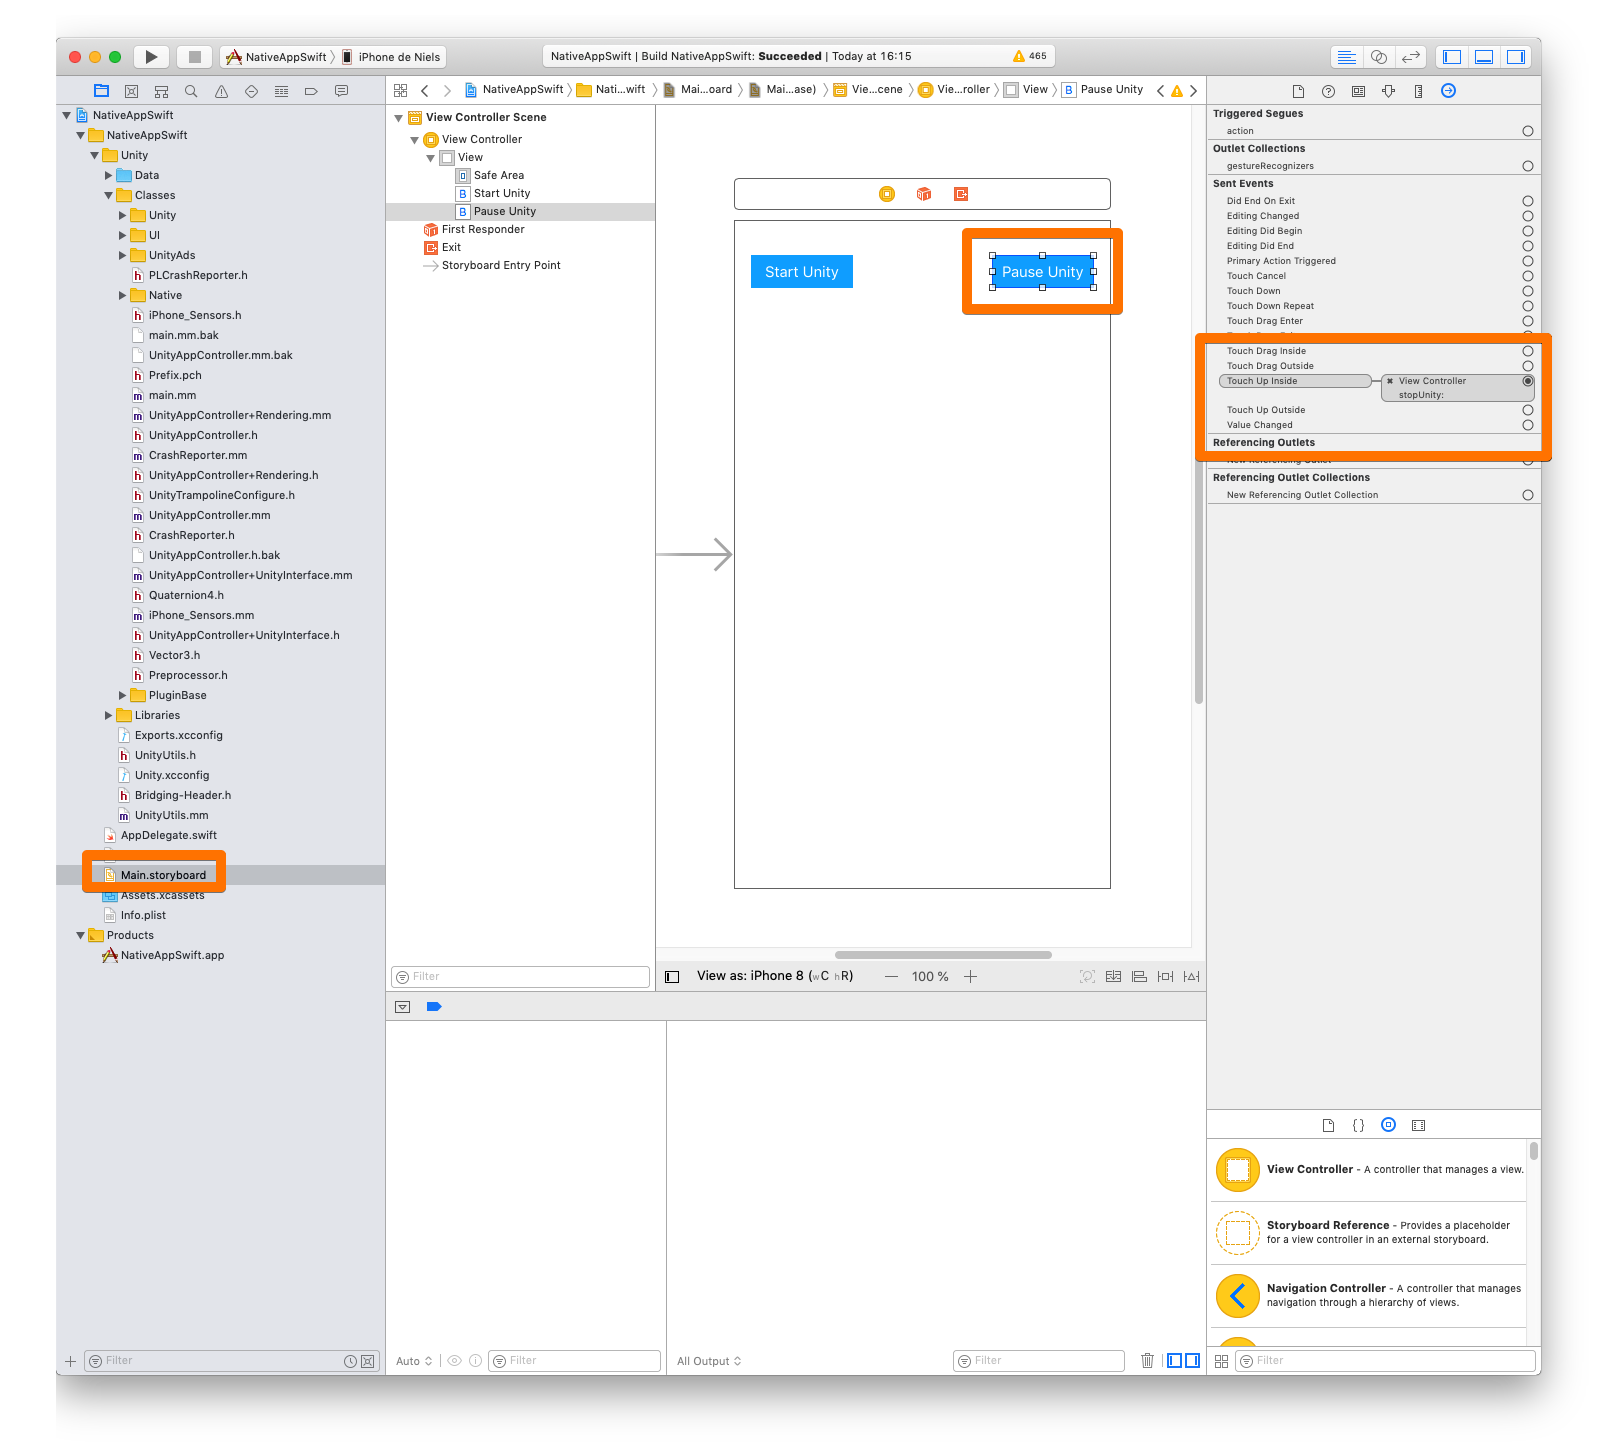 NativeAppSwift iPhone de Niels
NativeAppSwift | Build NativeAppSwift: Succeeded | Today at 16:15
465
NativeAppSwift Nati...wift Mai...oard Mai...ase) Vie...cene Vie...roller View B Pause Unity
NativeAppSwift
NativeAppSwift
Unity
Data
Classes
Unity
UI
UnityAds
PLCrashReporter.h
Native
iPhone_Sensors.h
main.mm.bak
UnityAppController.mm.bak
Prefix.pch
main.mm
UnityAppController+Rendering.mm
UnityAppController.h
CrashReporter.mm
UnityAppController+Rendering.h
UnityTrampolineConfigure.h
UnityAppController.mm
CrashReporter.h
UnityAppController.h.bak
UnityAppController+UnityInterface.mm
Quaternion4.h
iPhone_Sensors.mm
UnityAppController+UnityInterface.h
Vector3.h
Preprocessor.h
PluginBase
Libraries
Exports.xcconfig
UnityUtils.h
Unity.xcconfig
Bridging-Header.h
UnityUtils.mm
AppDelegate.swift
Main.storyboard
Assets.xcassets
Info.plist
Products
NativeAppSwift.app
Filter
View Controller Scene
View Controller
View
Safe Area
B Start Unity
B Pause Unity
First Responder
Exit
Storyboard Entry Point
Filter
Start Unity
Pause Unity
View as: iPhone 8 (wC hR)
100 %
Auto
Filter
All Output
Filter
Triggered Segues
action
Outlet Collections
gestureRecognizers
Sent Events
Did End On Exit
Editing Changed
Editing Did Begin
Editing Did End
Primary Action Triggered
Touch Cancel
Touch Down
Touch Down Repeat
Touch Drag Enter
Touch Drag Inside
Touch Drag Outside
Touch Up Inside
View Controller
stopUnity:
Touch Up Outside
Value Changed
Referencing Outlets
New Referencing Outlet
Referencing Outlet Collections
New Referencing Outlet Collection
{}
View Controller - A controller that manages a view.
Storyboard Reference - Provides a placeholder
for a view controller in an external storyboard.
Navigation Controller - A controller that manages
navigation through a hierarchy of views.
Filter